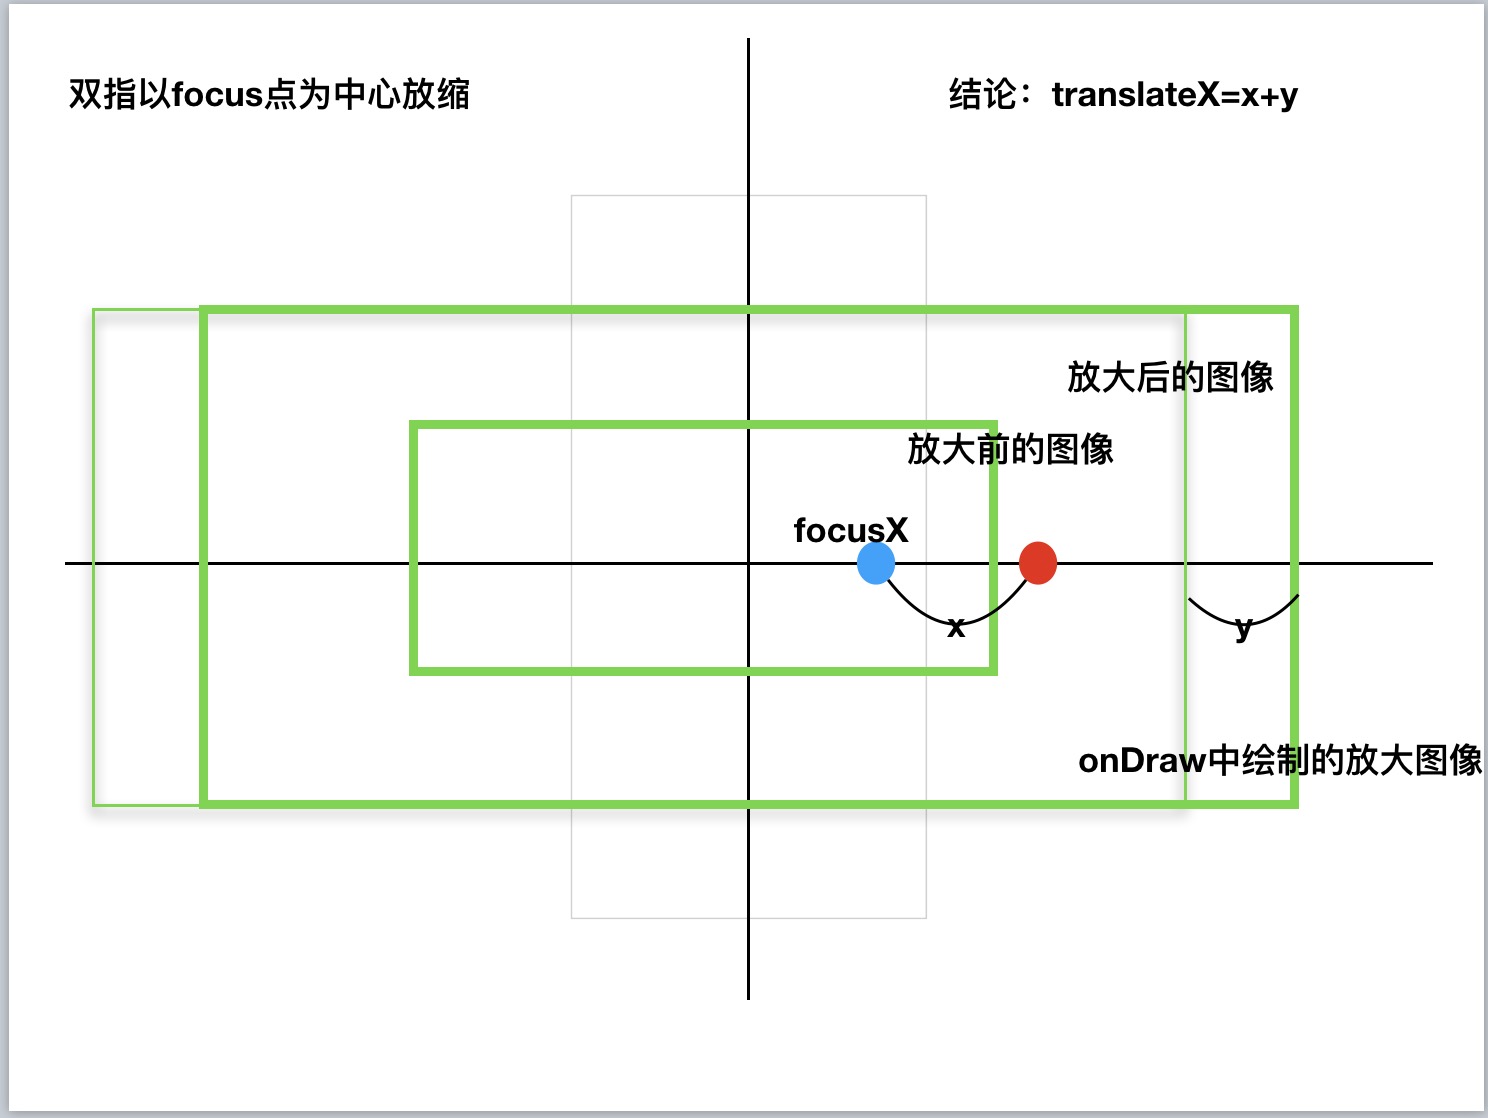 双指以focus点为中心放缩
结论：translateX=x+y
放大后的图像
放大前的图像
focusX
x
y
onDraw中绘制的放大图像